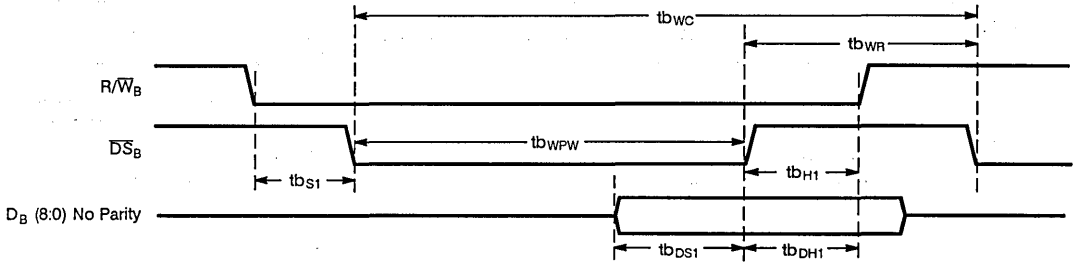 tbWC
tbWR
R/W̅B
D̅S̅B
tbWPW
tbS1
tbH1
DB (8:0) No Parity
tbDS1
tbDH1